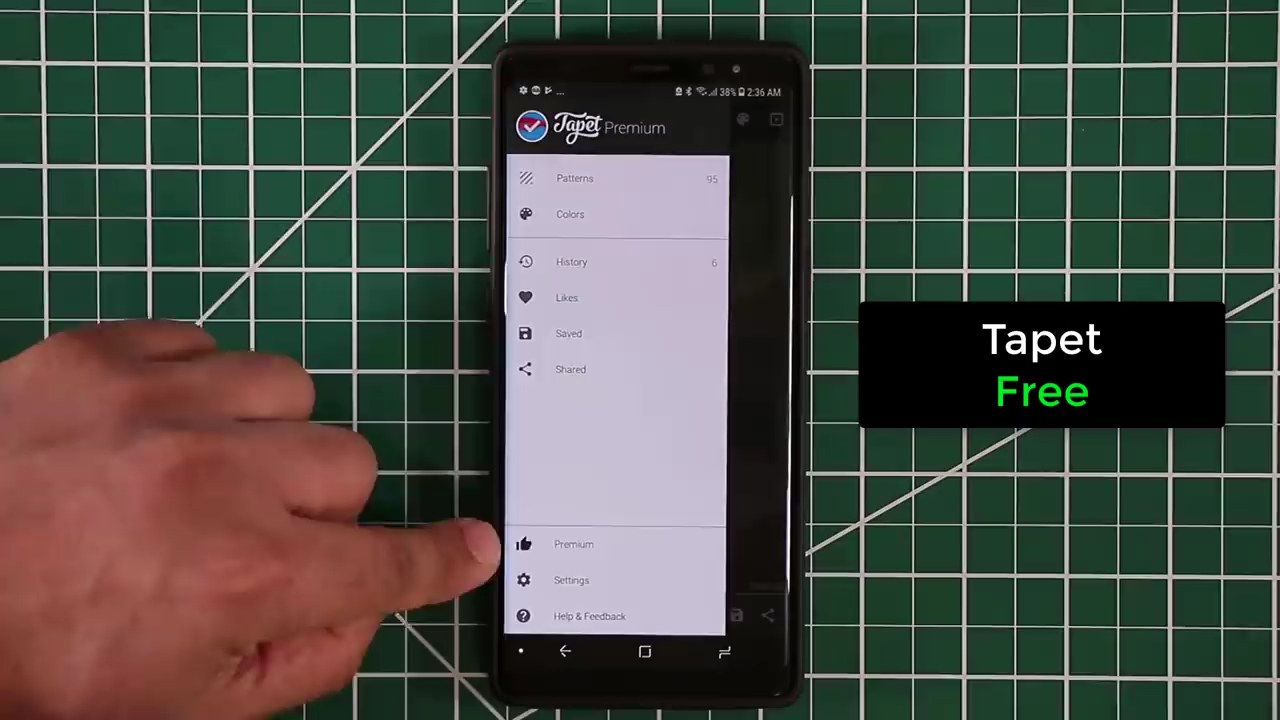 ... 38% 2:36 AM
Tapet Premium
Patterns 95
Colors
History 6
Likes
Saved
Shared
Premium
Settings
Help & Feedback
Tapet
Free